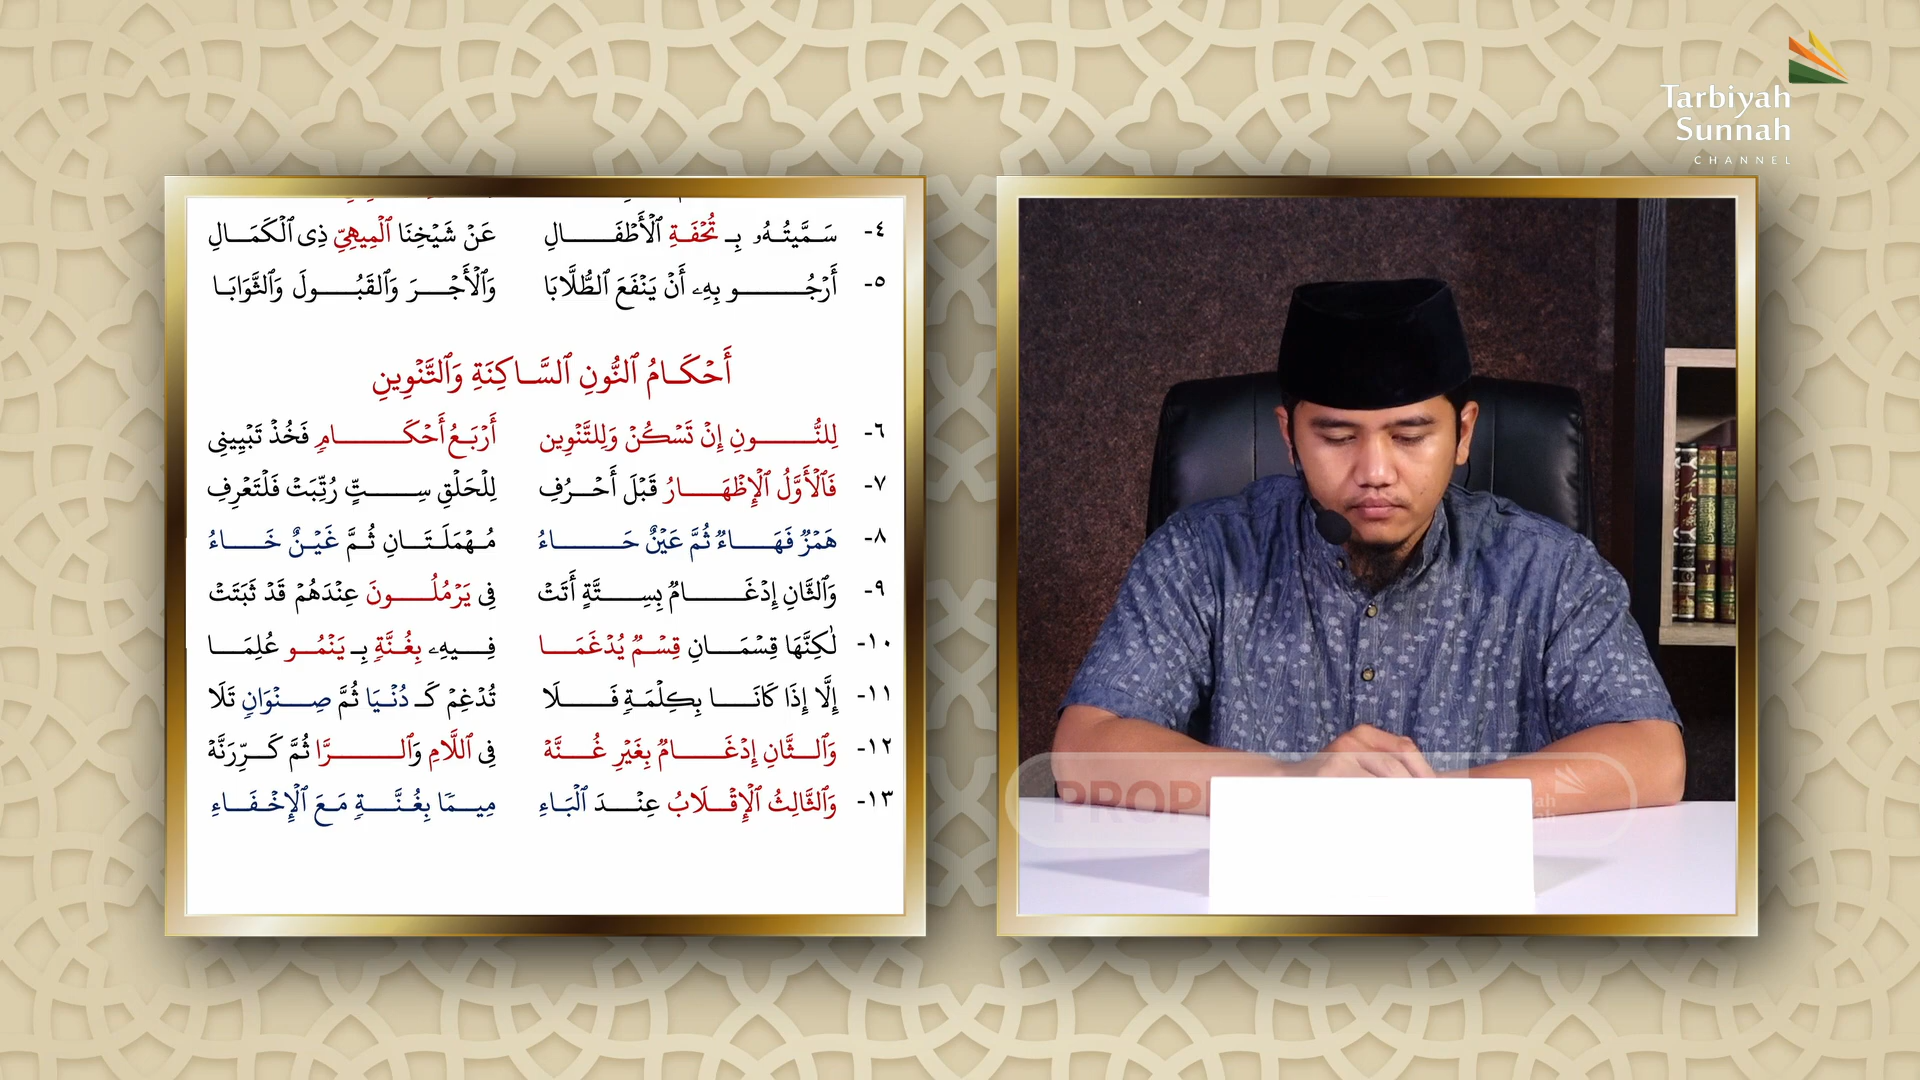 Tarbiyah
Sunnah
CHANNEL
٤- سَمَّيْتُهُۥ بِـ تُحْفَةِ ٱلْأَطْفَالِ عَنْ شَيْخِنَا ٱلْمِيهِيِّ ذِى ٱلْكَمَالِ
٥- أَرْجُو بِهِۦ أَنْ يَنْفَعَ ٱلطُّلَّابَا وَٱلْأَجْرَ وَٱلقَبُولَ وَٱلثَّوَابَا
أَحْكَامُ ٱلنُّونِ ٱلسَّاكِنَةِ وَٱلتَّنْوِينِ
٦- لِلنُّونِ إِنْ تَسْكُنْ وَلِلتَّنْوِينِ أَرْبَعُ أَحْكَامٍ فَخُذْ تَبْيِينِى
٧- فَٱلْأَوَّلُ ٱلْإِظْهَارُ قَبْلَ أَحْرُفِ لِلْحَلْقِ سِتٍّ رُتِّبَتْ فَلْتَعْرِفِ
٨- هَمْزٌ فَهَاءٌ ثُمَّ عَيْنٌ حَاءُ مُهْمَلَتَانِ ثُمَّ غَيْنٌ خَاءُ
٩- وَٱلثَّانِ إِدْغَامٌ بِسِتَّةٍ أَتَتْ فِى يَرْمُلُونَ عِنْدَهُمْ قَدْ ثَبَتَتْ
١٠- لَٰكِنَّهَا قِسْمَانِ قِسْمٌ يُدْغَمَا فِيهِۦ بِغُنَّةٍ بِـ يَنْمُو عُلِمَا
١١- إِلَّا إِذَا كَانَا بِكِلْمَةٍ فَلَا تُدْغِمْ كَـ دُنْيَا ثُمَّ صِنْوَانٍ تَلَا
١٢- وَٱلثَّانِ إِدْغَامٌ بِغَيْرِ غُنَّهْ فِى ٱللَّامِ وَٱلرَّا ثُمَّ كَرِّرَنَّهْ
١٣- وَٱلثَّالِثُ ٱلْإِقْلَابُ عِنْدَ ٱلْبَاءِ مِيمًا بِغُنَّةٍ مَعَ ٱلْإِخْفَاءِ